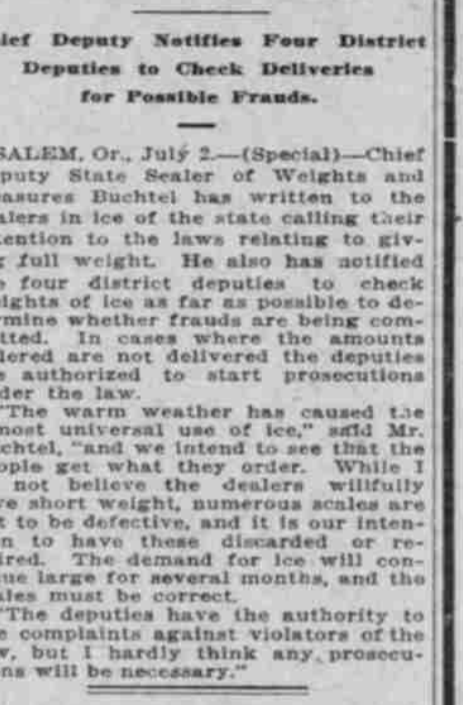 ief Deputy Notifies Four District
Deputies to Check Deliveries
for Possible Frauds.
SALEM, Or., July 2.—(Special)—Chief
puty State Sealer of Weights and
easures Buchtel has written to the
alers in ice of the state calling their
tention to the laws relating to giv-
g full weight. He also has notified
e four district deputies to check
eights of ice as far as possible to de-
rmine whether frauds are being com-
tted. In cases where the amounts
dered are not delivered the deputies
e authorized to start prosecutions
der the law.
"The warm weather has caused the
most universal use of ice," said Mr.
chtel, "and we intend to see that the
ople get what they order. While I
not believe the dealers willfully
ve short weight, numerous scales are
t to be defective, and it is our inten-
n to have these discarded or re-
ired. The demand for ice will con-
ue large for several months, and the
ales must be correct.
"The deputies have the authority to
e complaints against violators of the
w, but I hardly think any prosecu-
ns will be necessary."